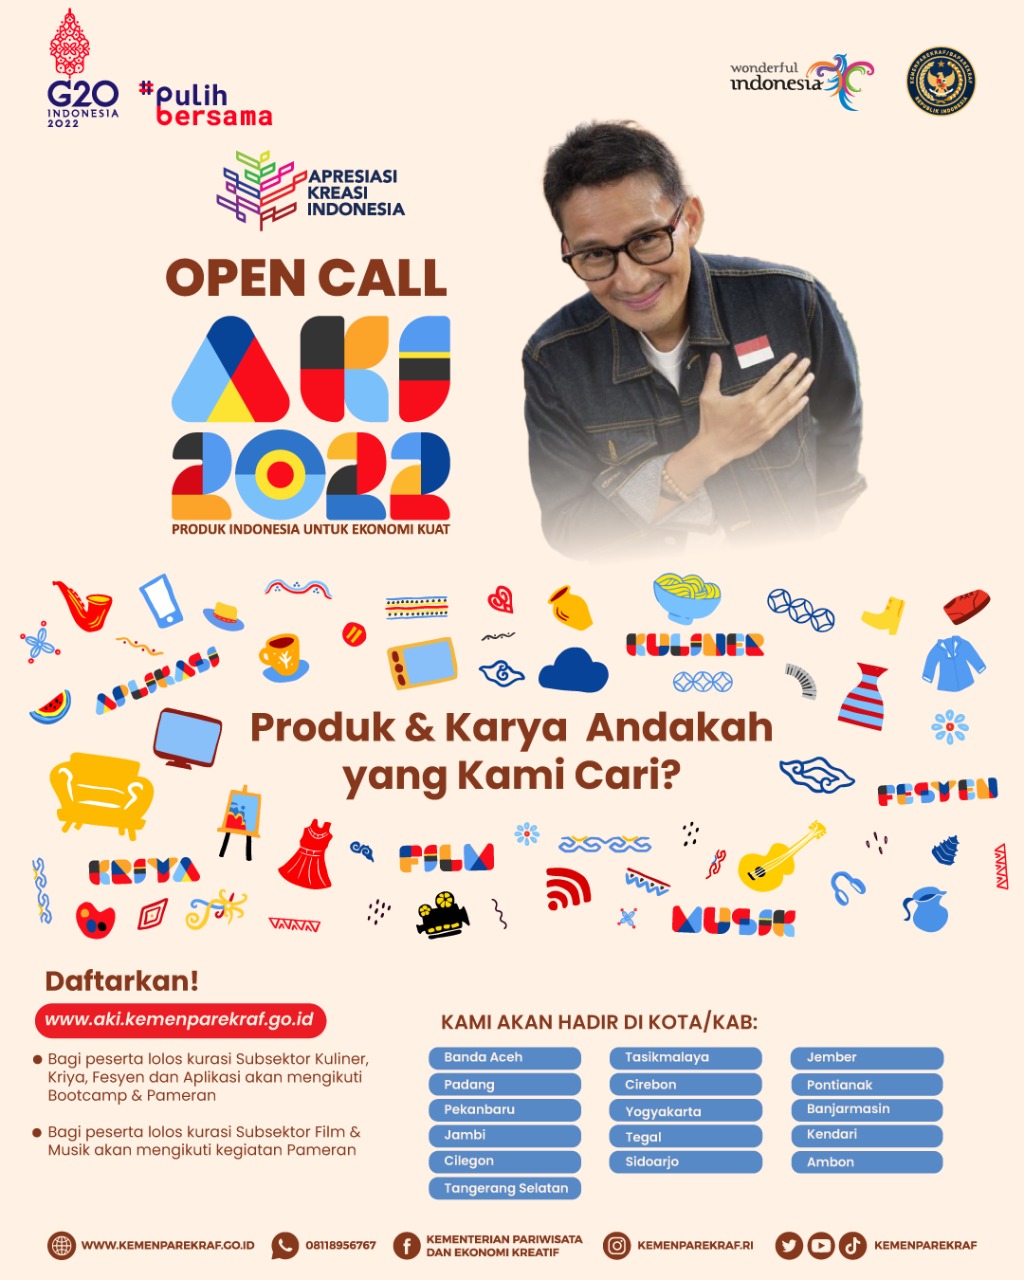 G20
INDONESIA
2022
#pulih
bersama
wonderful
indonesia
KEMENPAREKRAF/BAPAREKRAF
REPUBLIK INDONESIA
APRESIASI
KREASI
INDONESIA
OPEN CALL
AKI
2022
PRODUK INDONESIA UNTUK EKONOMI KUAT
APLIKASI
KULINER
Produk & Karya Andakah
yang Kami Cari?
FESYEN
KRIYA
FILM
MUSIK
Daftarkan!
www.aki.kemenparekraf.go.id
Bagi peserta lolos kurasi Subsektor Kuliner,
Kriya, Fesyen dan Aplikasi akan mengikuti
Bootcamp & Pameran
Bagi peserta lolos kurasi Subsektor Film &
Musik akan mengikuti kegiatan Pameran
KAMI AKAN HADIR DI KOTA/KAB:
Banda Aceh
Padang
Pekanbaru
Jambi
Cilegon
Tangerang Selatan
Tasikmalaya
Cirebon
Yogyakarta
Tegal
Sidoarjo
Jember
Pontianak
Banjarmasin
Kendari
Ambon
WWW.KEMENPAREKRAF.GO.ID
08118956767
KEMENTERIAN PARIWISATA
DAN EKONOMI KREATIF
KEMENPAREKRAF.RI
KEMENPAREKRAF